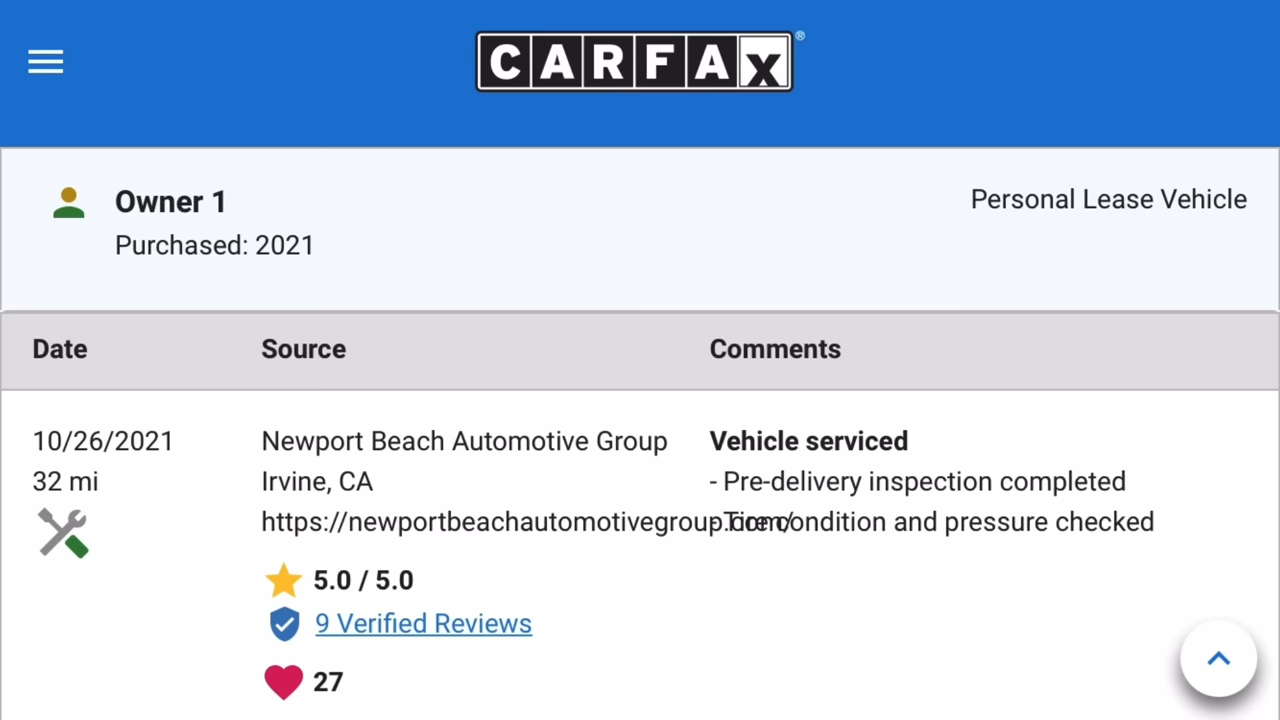 CARFAX®
Owner 1
Personal Lease Vehicle
Purchased: 2021
Date Source Comments
10/26/2021 Newport Beach Automotive Group Vehicle serviced
32 mi Irvine, CA - Pre-delivery inspection completed
https://newportbeachautomotivegroup.com/ - Tire condition and pressure checked
5.0 / 5.0
9 Verified Reviews
27